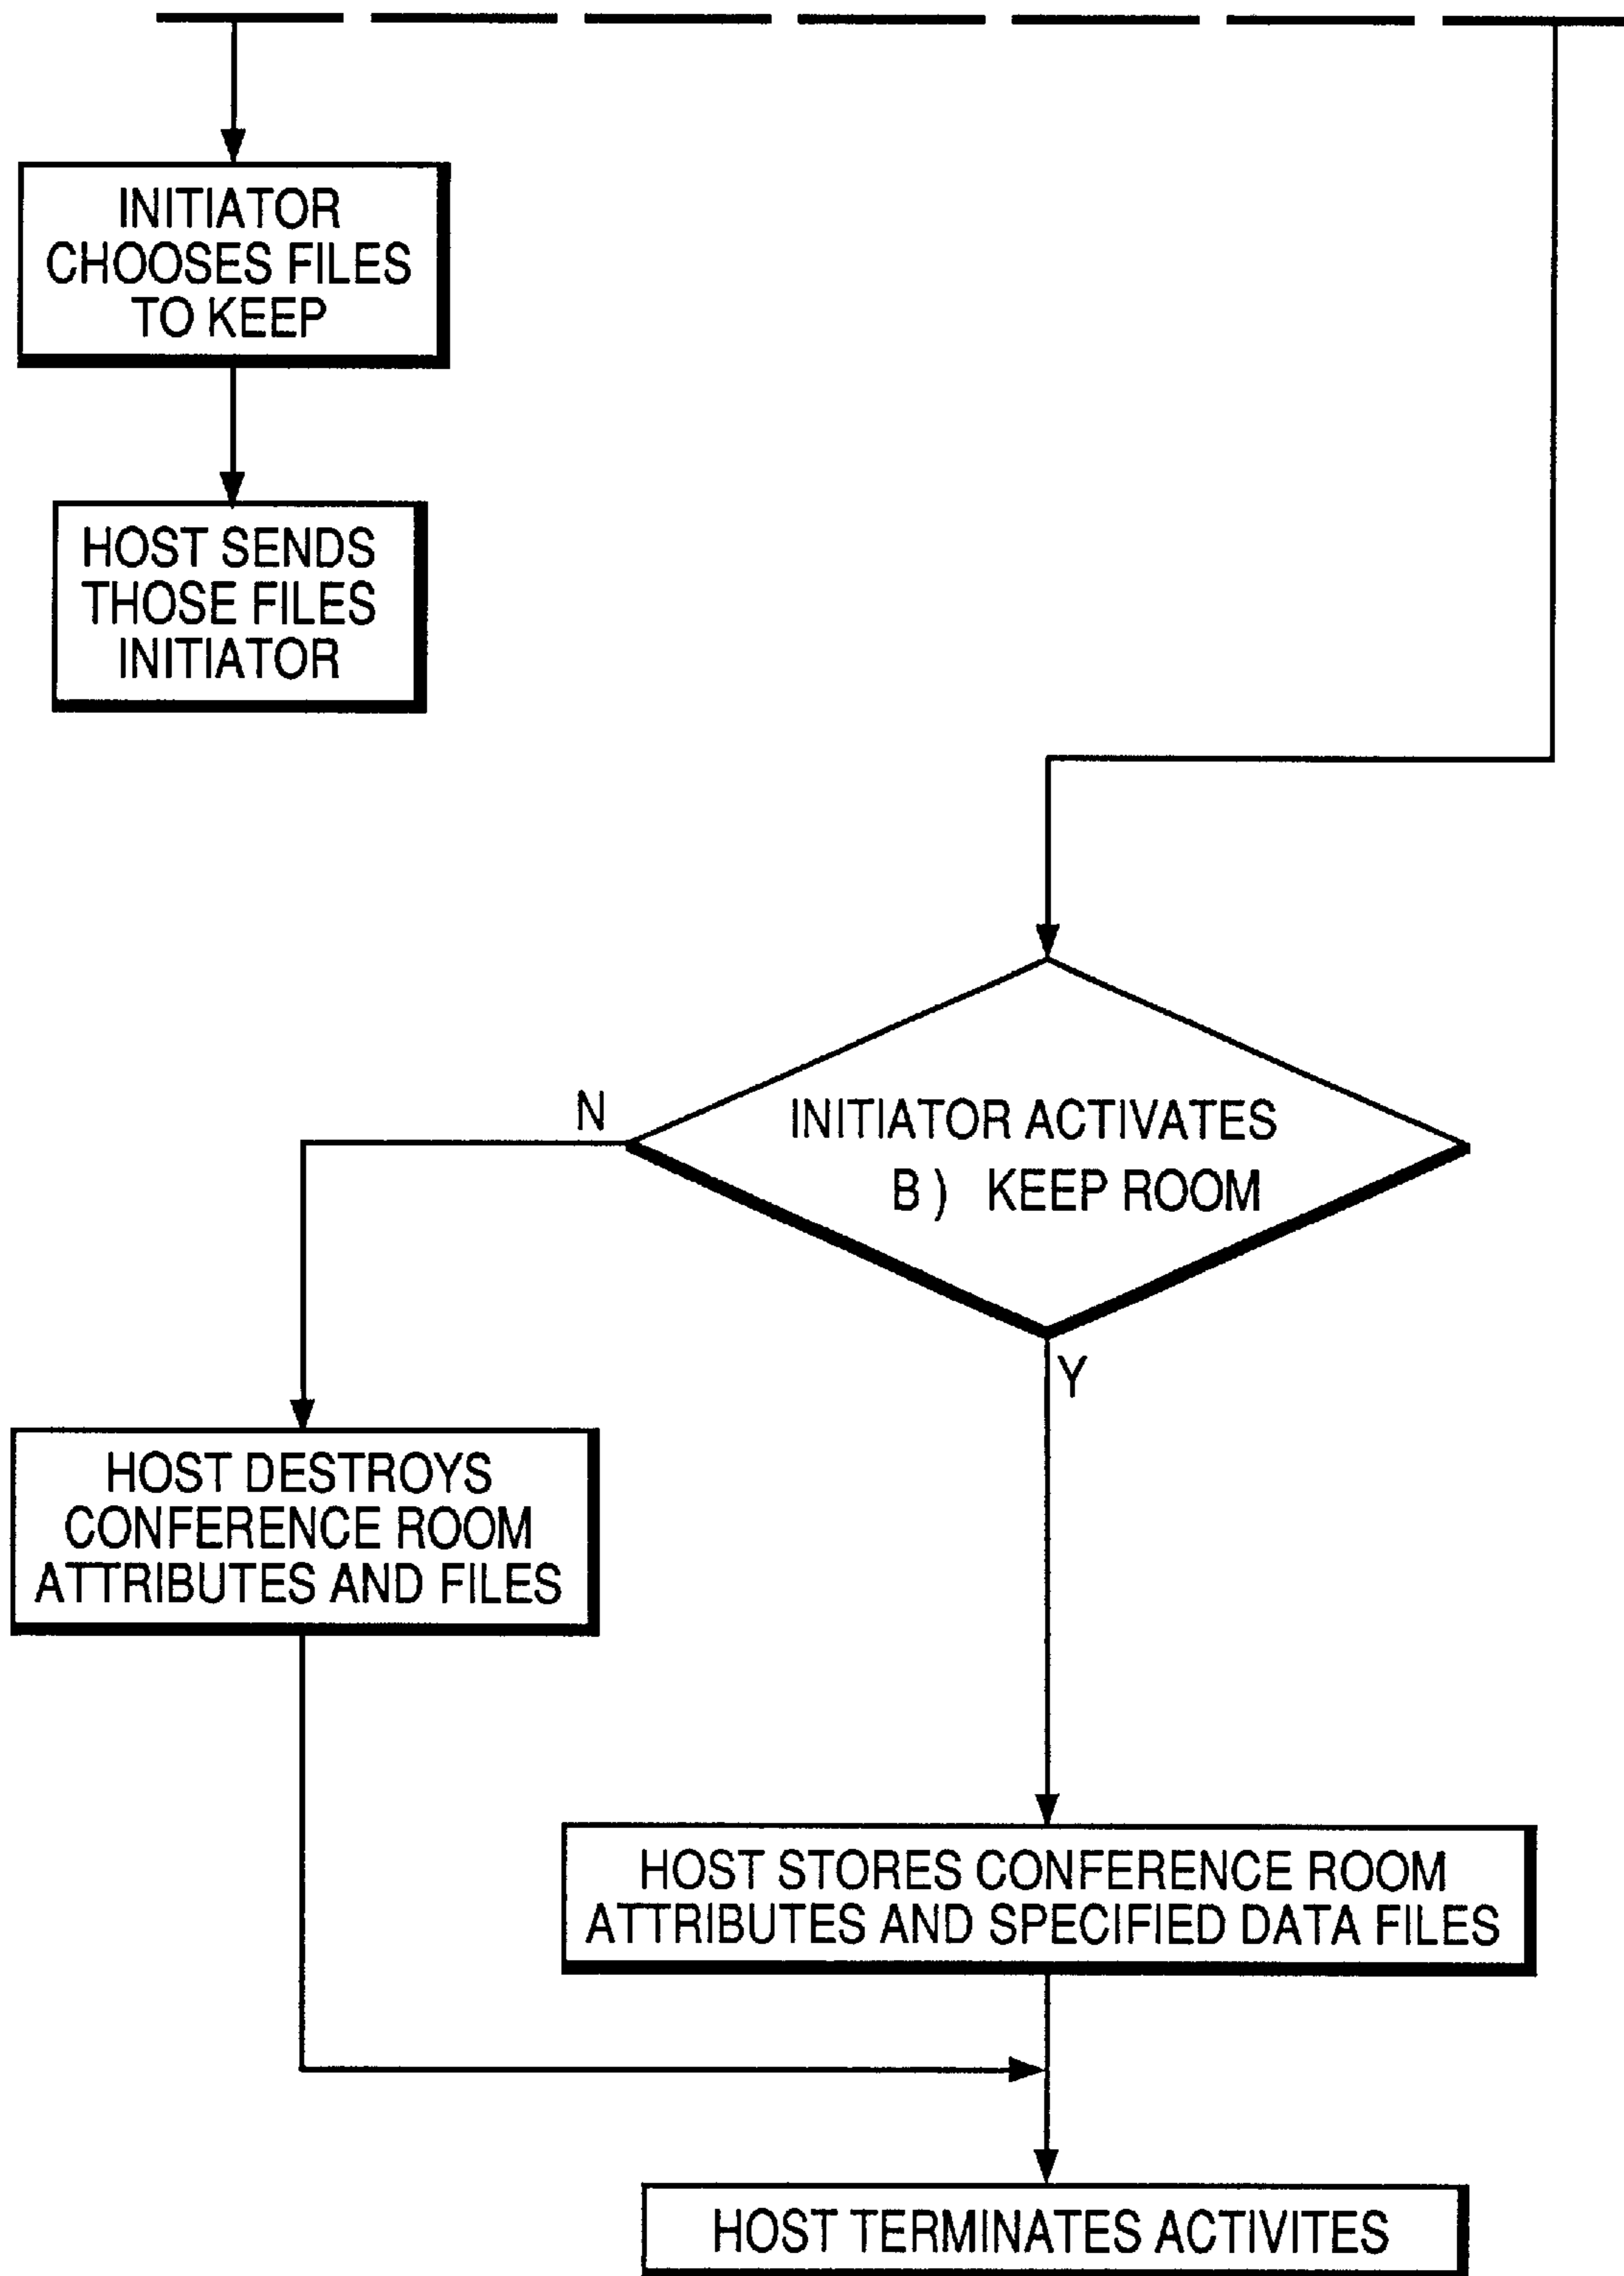 INITIATOR
CHOOSES FILES
TO KEEP
HOST SENDS
THOSE FILES
INITIATOR
INITIATOR ACTIVATES
B ) KEEP ROOM
N
Y
HOST DESTROYS
CONFERENCE ROOM
ATTRIBUTES AND FILES
HOST STORES CONFERENCE ROOM
ATTRIBUTES AND SPECIFIED DATA FILES
HOST TERMINATES ACTIVITES